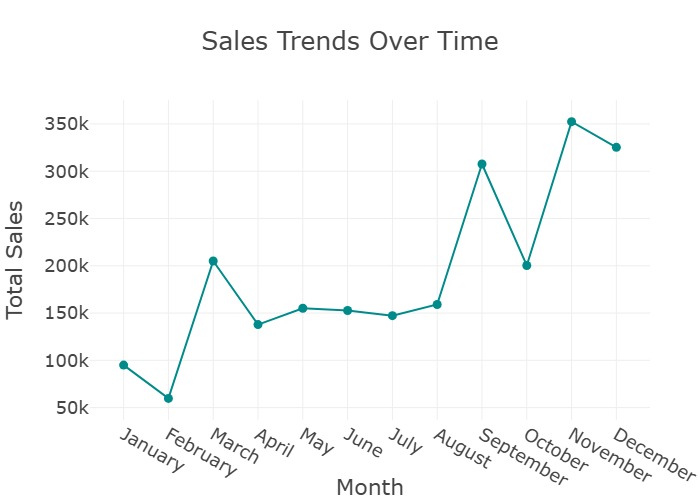 Sales Trends Over Time
Total Sales
350k
300k
250k
200k
150k
100k
50k
January
February
March
April
May
June
July
August
September
October
November
December
Month